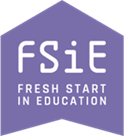 FSiE
FRESH START
IN EDUCATION